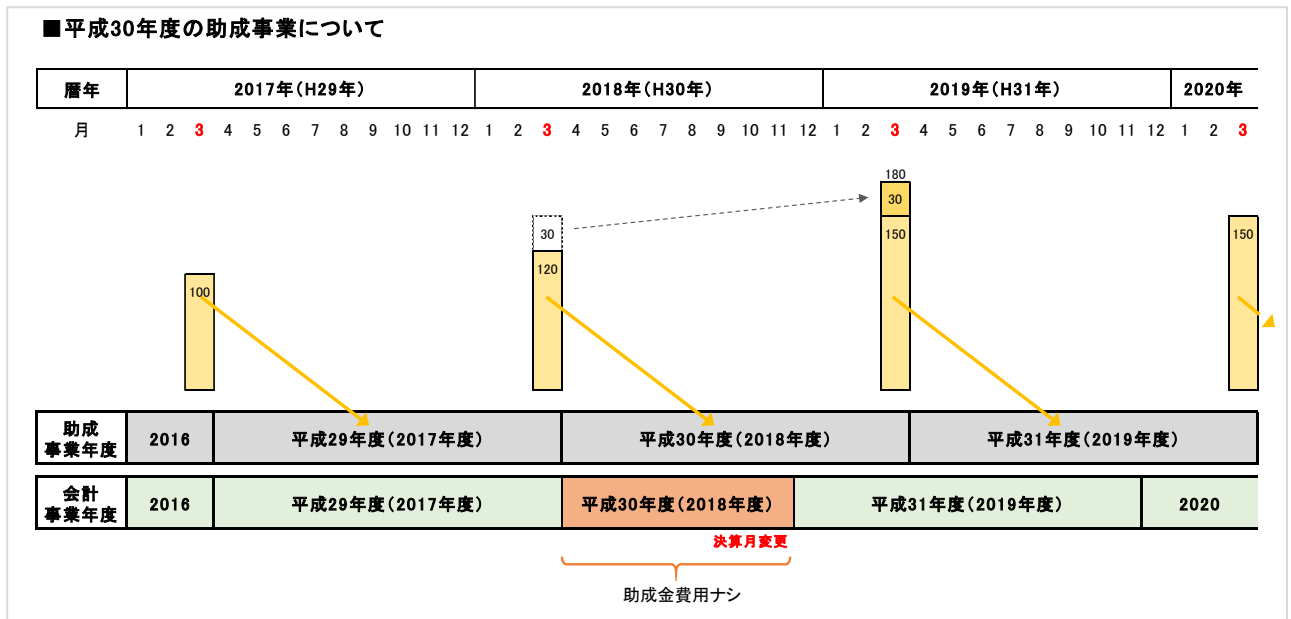 ■平成30年度の助成事業について
暦年 2017年(H29年) 2018年(H30年) 2019年(H31年) 2020年
月 1 2 3 4 5 6 7 8 9 10 11 12 1 2 3 4 5 6 7 8 9 10 11 12 1 2 3 4 5 6 7 8 9 10 11 12 1 2 3
180
30
30
150
150
120
100
助成
事業年度
2016 平成29年度(2017年度) 平成30年度(2018年度) 平成31年度(2019年度)
会計
事業年度
2016 平成29年度(2017年度) 平成30年度(2018年度) 平成31年度(2019年度) 2020
決算月変更
助成金費用ナシ